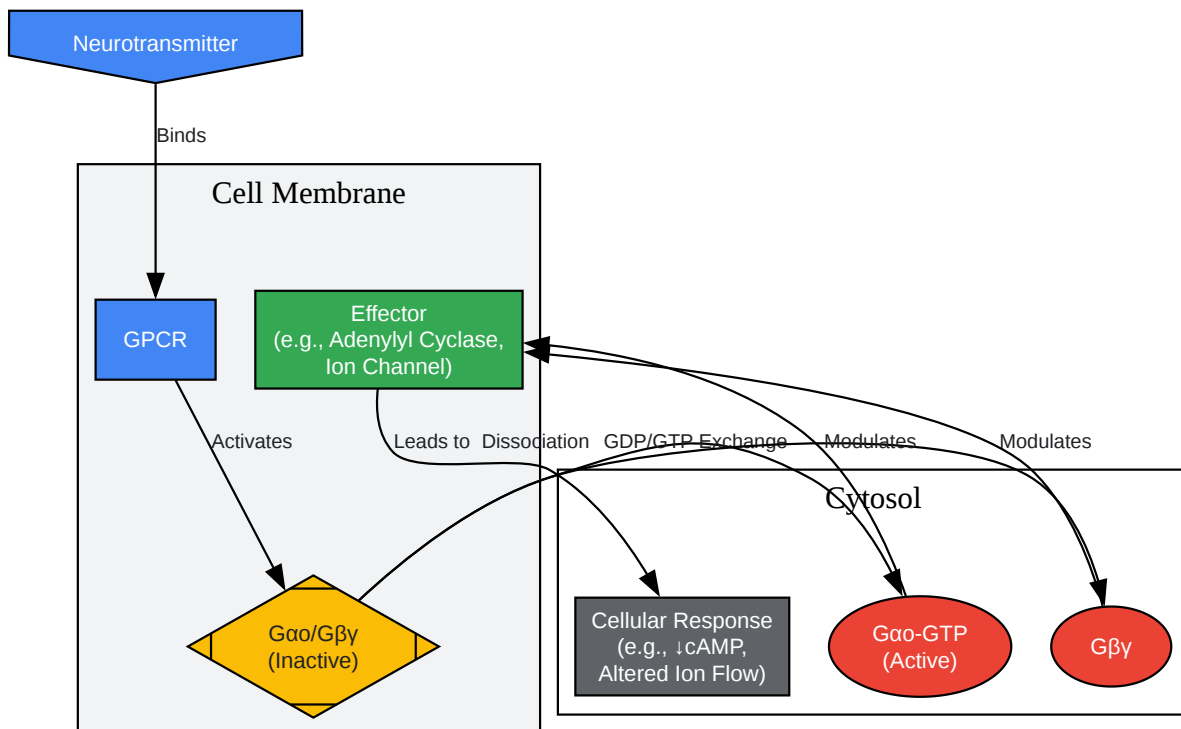 Neurotransmitter
Binds
Cell Membrane
GPCR
Effector
(e.g., Adenylyl Cyclase,
Ion Channel)
Activates
Leads to
Dissociation
GDP/GTP Exchange
Modulates
Modulates
Cytosol
Gαo/Gβγ
(Inactive)
Cellular Response
(e.g., ↓cAMP,
Altered Ion Flow)
Gαo-GTP
(Active)
Gβγ